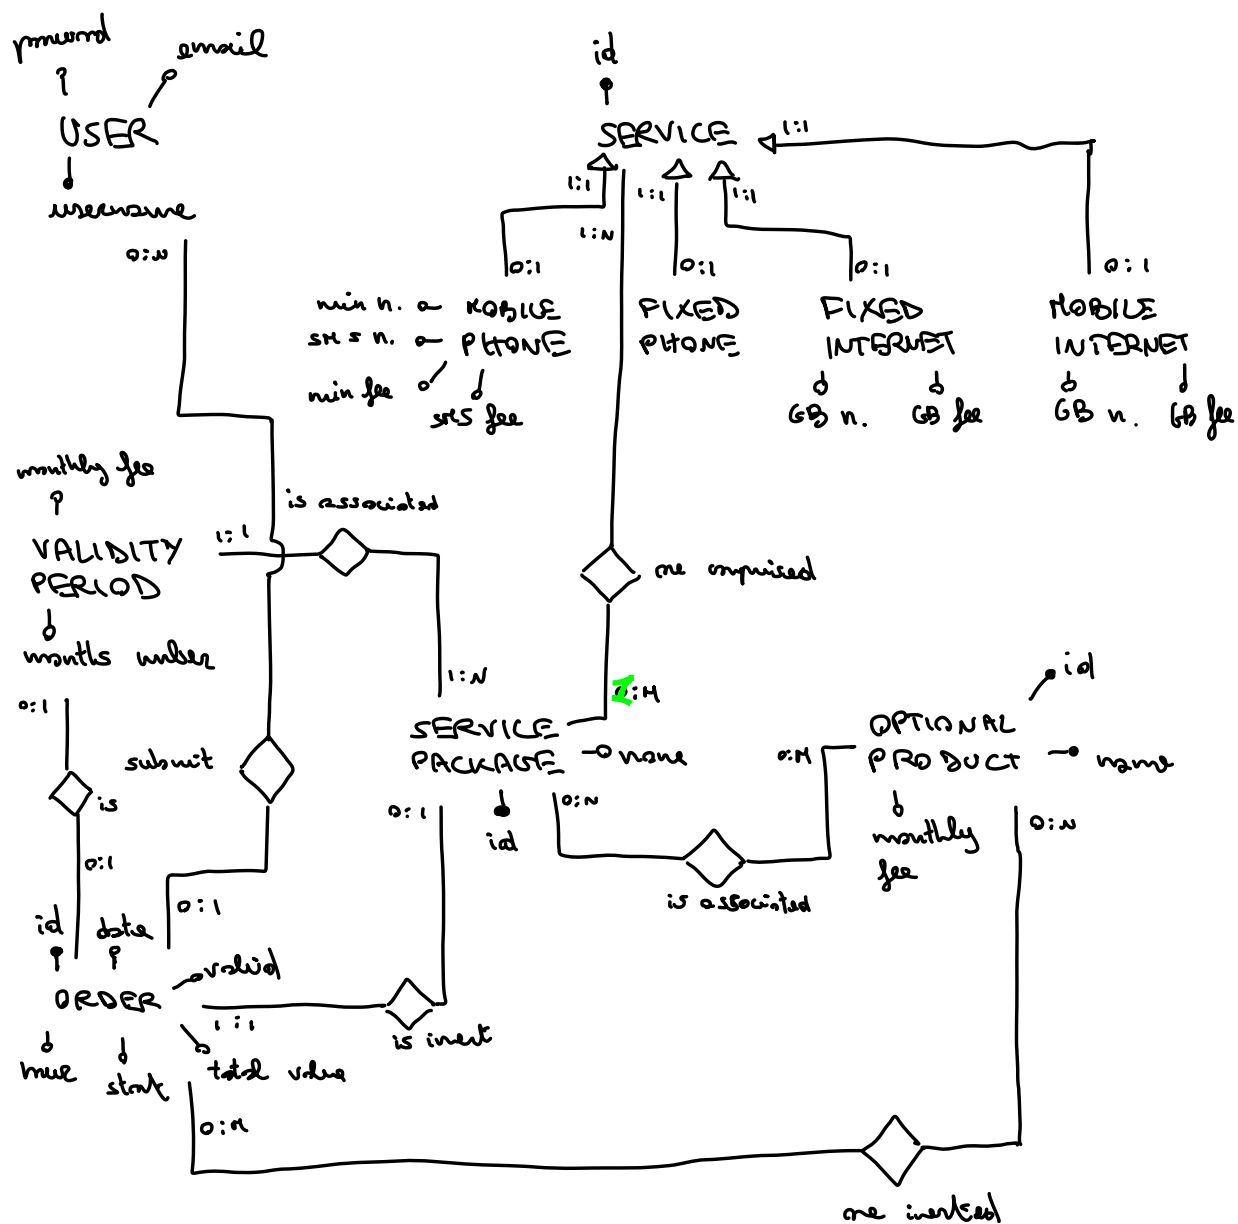 password
email
id
USER
SERVICE
1:1
username
1:1
1:1
1:1
1:N
0:N
0:1
0:1
0:1
0:1
min n.
MOBILE
PHONE
FIXED
PHONE
FIXED
INTERNET
MOBILE
INTERNET
SMS n.
min fee
SMS fee
GB n.
GB fee
GB n.
GB fee
monthly fee
is associated
1:1
VALIDITY
PERIOD
are comprised
months number
id
1:N
:M
0:1
SERVICE
PACKAGE
name
OPTIONAL
PRODUCT
name
submit
0:M
is
0:1
0:N
id
monthly
fee
0:N
0:1
0:1
is associated
id
date
valid
ORDER
1:1
is insert
start
total value
0:M
are inserted